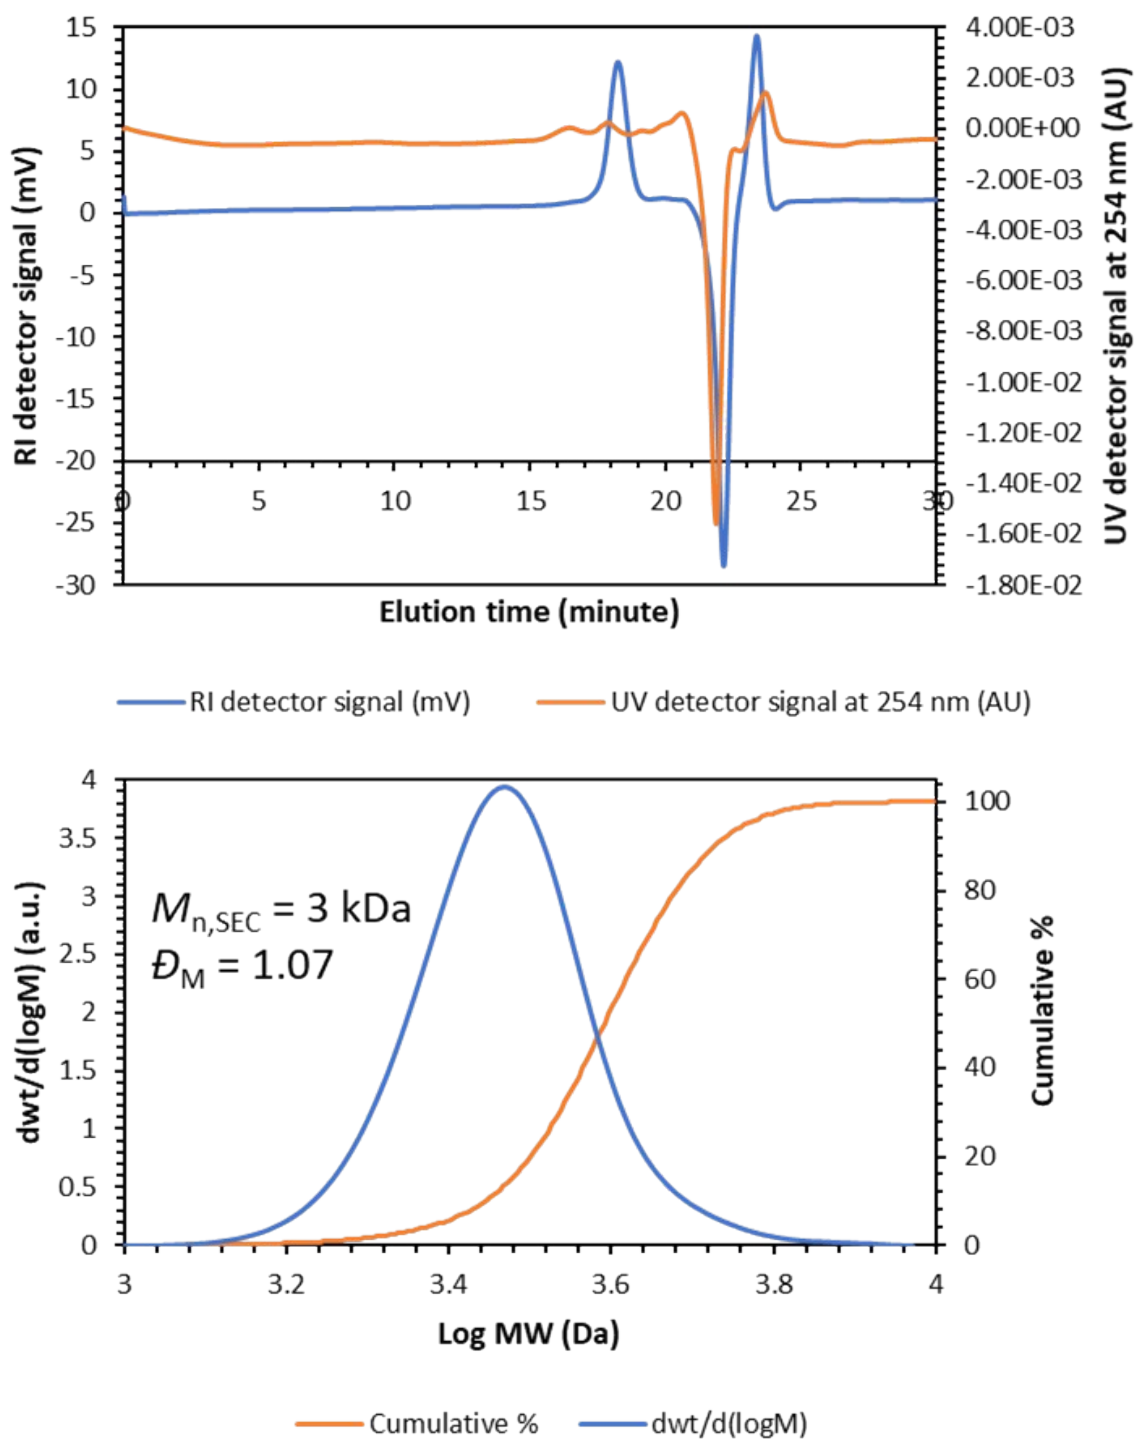 15
10
5
0
-5
-10
-15
-20
-25
-30
RI detector signal (mV)
4.00E-03
2.00E-03
0.00E+00
-2.00E-03
-4.00E-03
-6.00E-03
-8.00E-03
-1.00E-02
-1.20E-02
-1.40E-02
-1.60E-02
-1.80E-02
UV detector signal at 254 nm (AU)
0 5 10 15 20 25 30
Elution time (minute)
RI detector signal (mV) UV detector signal at 254 nm (AU)
4
3.5
3
2.5
2
1.5
1
0.5
0
dwt/d(logM) (a.u.)
Mn,SEC = 3 kDa
ĐM = 1.07
100
80
60
40
20
0
Cumulative %
3 3.2 3.4 3.6 3.8 4
Log MW (Da)
Cumulative % dwt/d(logM)